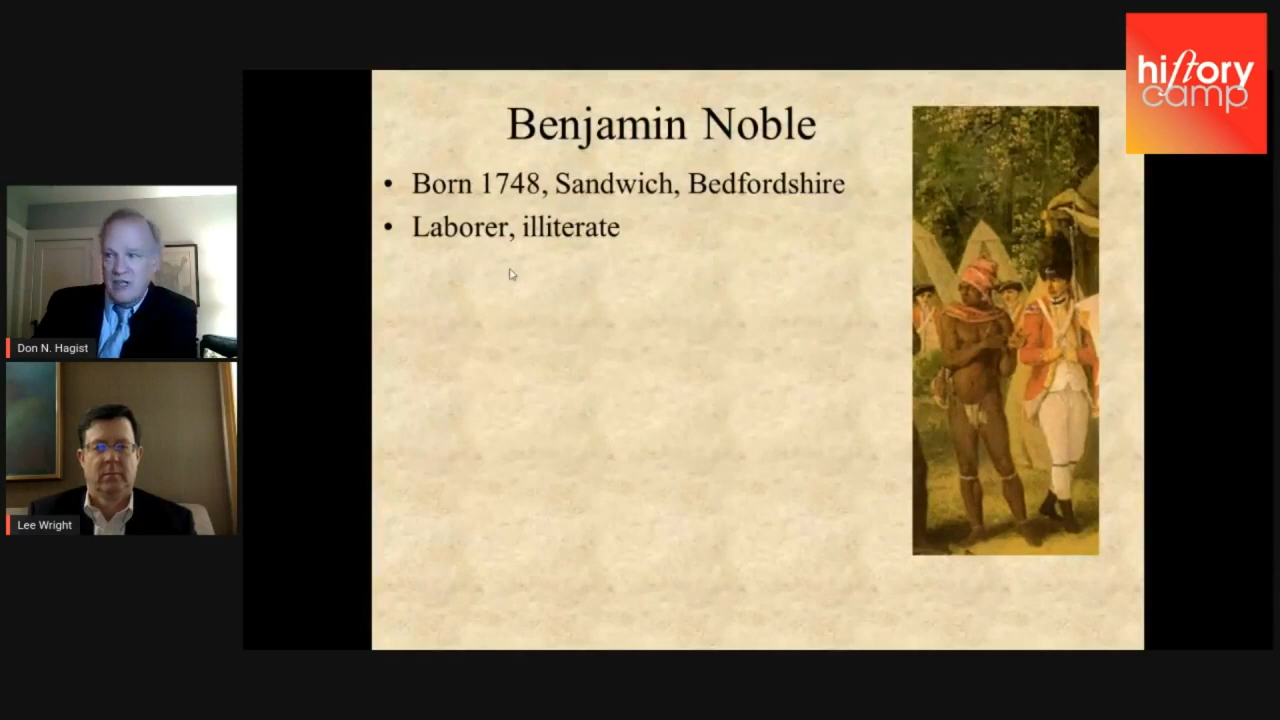 hiſtory
camp
Benjamin Noble
• Born 1748, Sandwich, Bedfordshire
• Laborer, illiterate
Don N. Hagist
Lee Wright